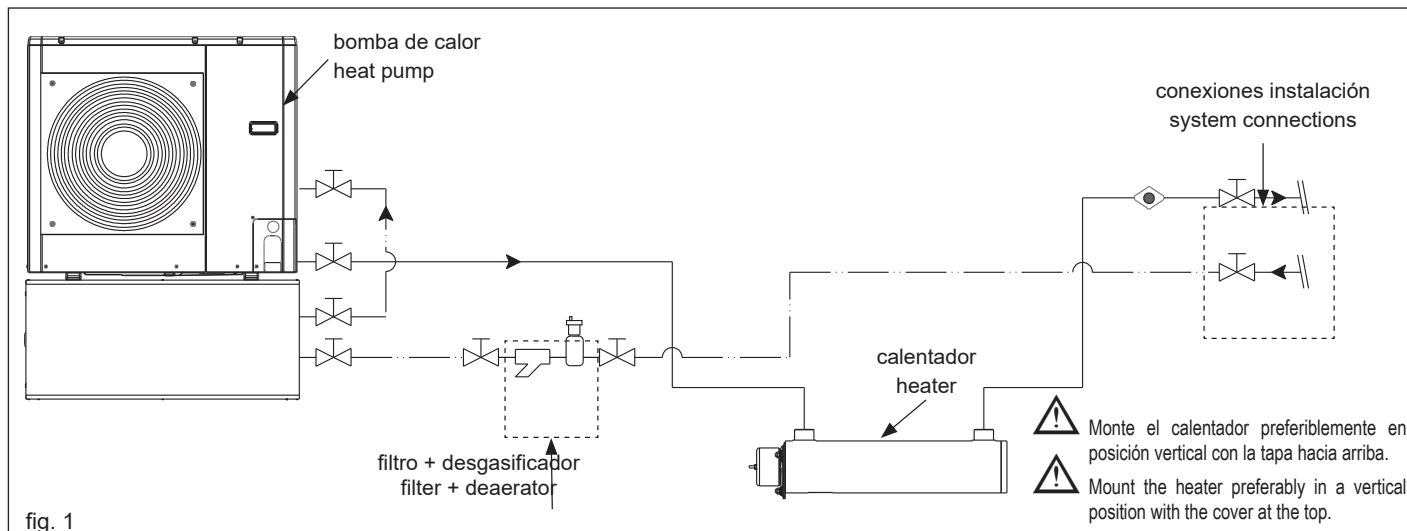 bomba de calor
heat pump
conexiones instalación
system connections
calentador
heater
filtro + desgasificador
filter + deaerator
Monte el calentador preferiblemente en
posición vertical con la tapa hacia arriba.
Mount the heater preferably in a vertical
position with the cover at the top.
fig. 1